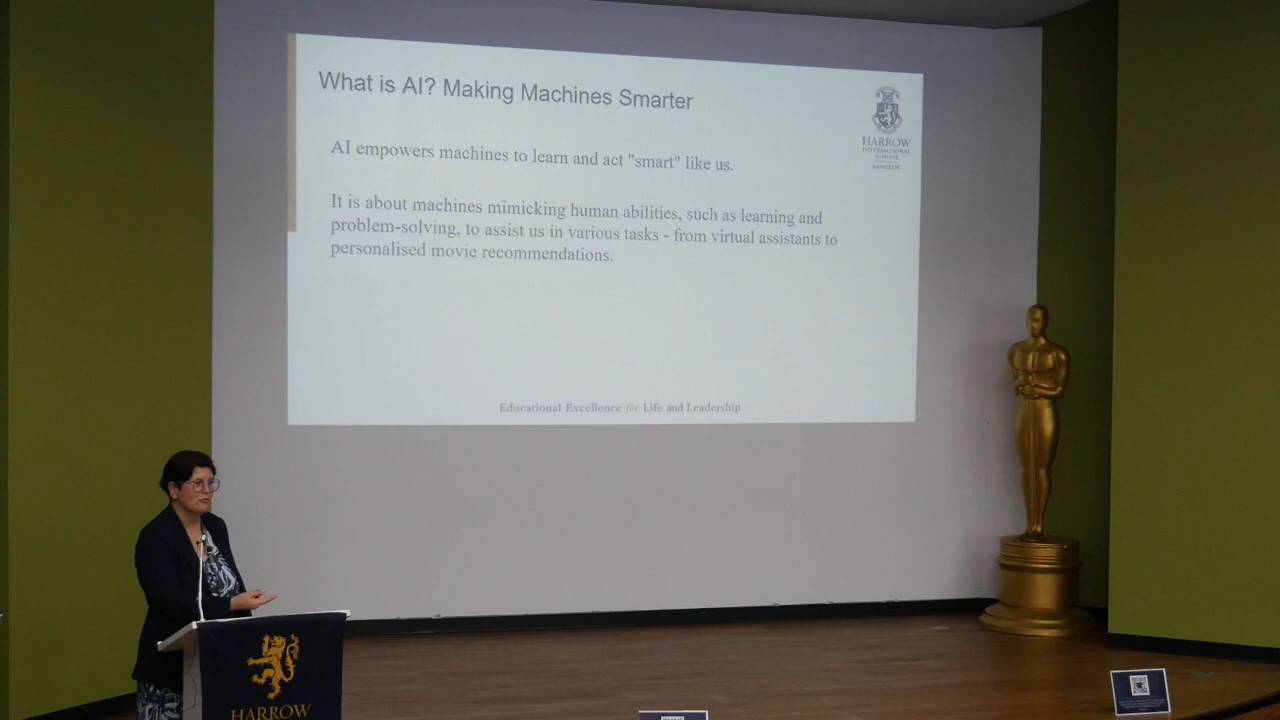 What is AI? Making Machines Smarter
HARROW
INTERNATIONAL
SCHOOL
BANGKOK
AI empowers machines to learn and act "smart" like us.
It is about machines mimicking human abilities, such as learning and
problem-solving, to assist us in various tasks - from virtual assistants to
personalised movie recommendations.
Educational Excellence for Life and Leadership
HARROW